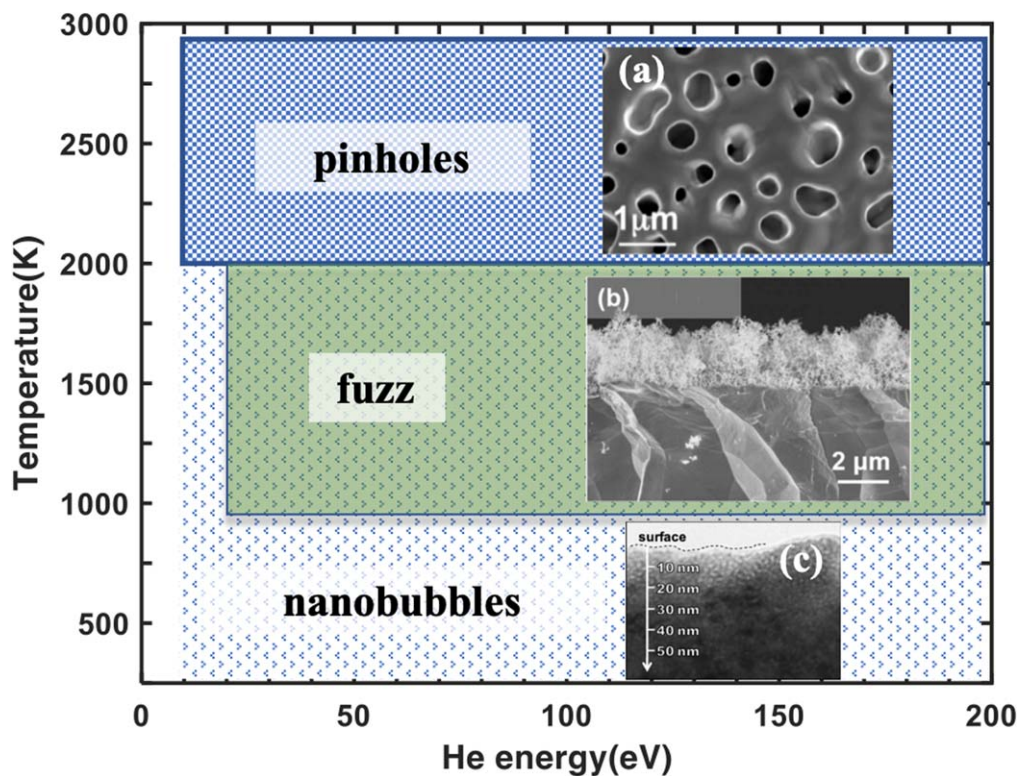 3000
2500
2000
1500
1000
500
Temperature(K)
pinholes
(a)
1μm
fuzz
(b)
2 μm
nanobubbles
surface
(c)
10 nm
20 nm
30 nm
40 nm
50 nm
0
50
100
150
200
He energy(eV)